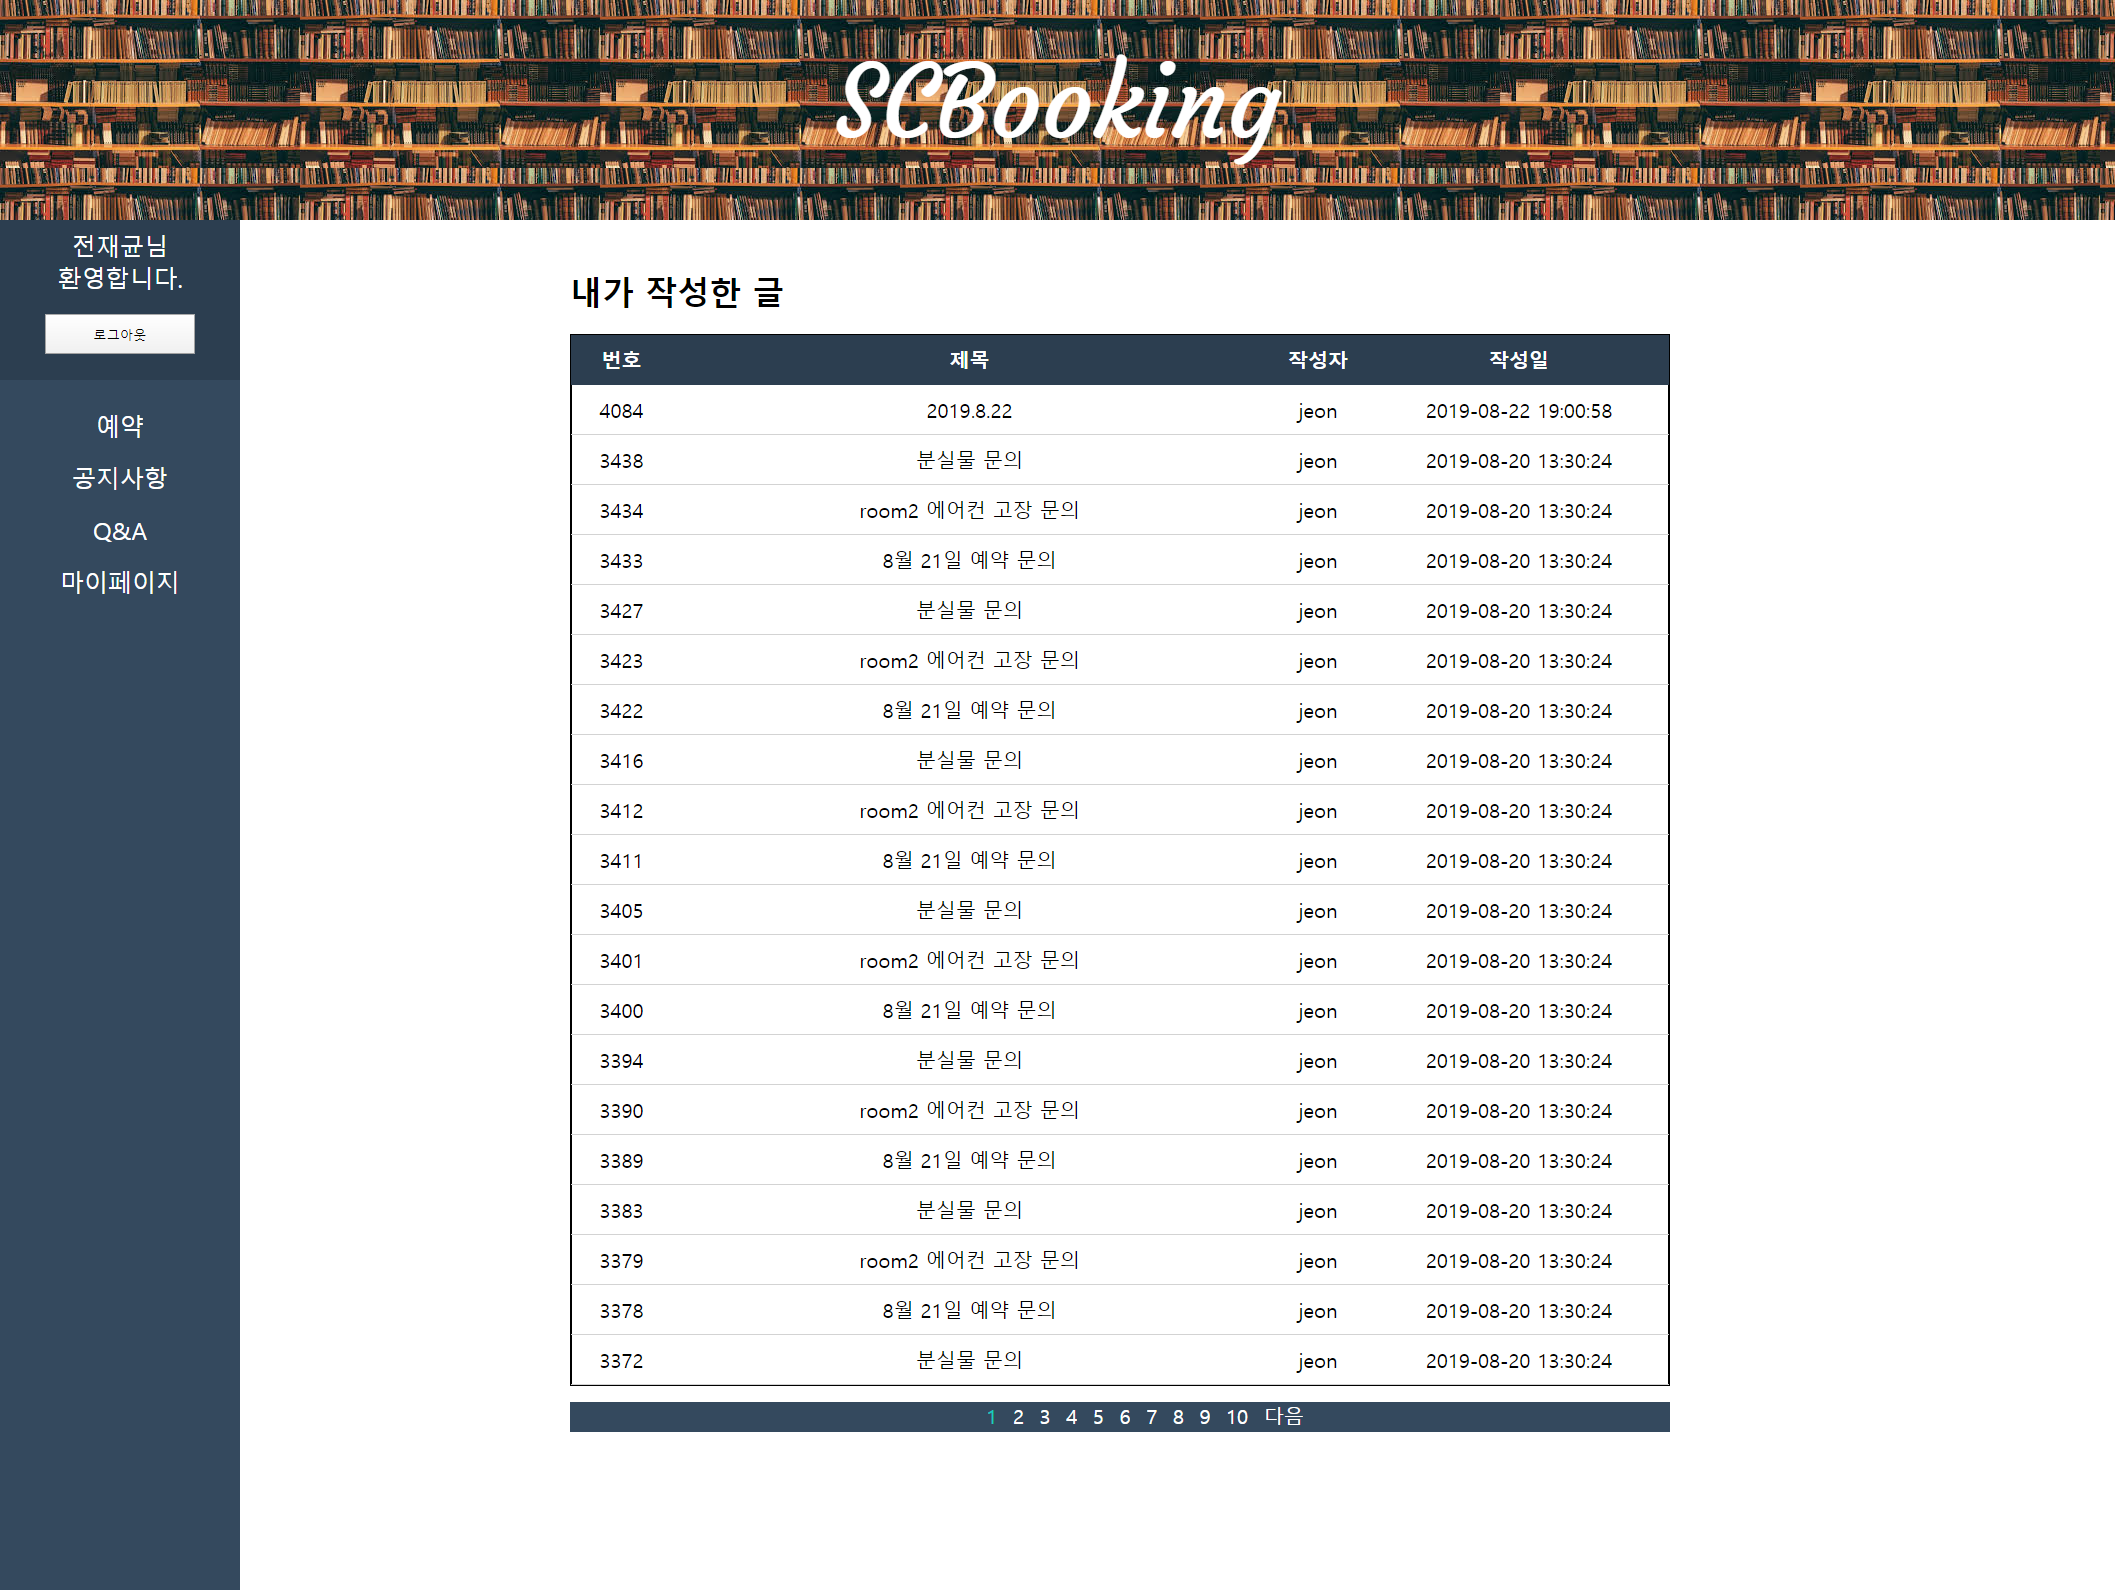 SCBooking
전재균님
환영합니다.
로그아웃
예약
공지사항
Q&A
마이페이지
내가 작성한 글
번호 제목 작성자 작성일
4084 2019.8.22 jeon 2019-08-22 19:00:58
3438 분실물 문의 jeon 2019-08-20 13:30:24
3434 room2 에어컨 고장 문의 jeon 2019-08-20 13:30:24
3433 8월 21일 예약 문의 jeon 2019-08-20 13:30:24
3427 분실물 문의 jeon 2019-08-20 13:30:24
3423 room2 에어컨 고장 문의 jeon 2019-08-20 13:30:24
3422 8월 21일 예약 문의 jeon 2019-08-20 13:30:24
3416 분실물 문의 jeon 2019-08-20 13:30:24
3412 room2 에어컨 고장 문의 jeon 2019-08-20 13:30:24
3411 8월 21일 예약 문의 jeon 2019-08-20 13:30:24
3405 분실물 문의 jeon 2019-08-20 13:30:24
3401 room2 에어컨 고장 문의 jeon 2019-08-20 13:30:24
3400 8월 21일 예약 문의 jeon 2019-08-20 13:30:24
3394 분실물 문의 jeon 2019-08-20 13:30:24
3390 room2 에어컨 고장 문의 jeon 2019-08-20 13:30:24
3389 8월 21일 예약 문의 jeon 2019-08-20 13:30:24
3383 분실물 문의 jeon 2019-08-20 13:30:24
3379 room2 에어컨 고장 문의 jeon 2019-08-20 13:30:24
3378 8월 21일 예약 문의 jeon 2019-08-20 13:30:24
3372 분실물 문의 jeon 2019-08-20 13:30:24
1 2 3 4 5 6 7 8 9 10 다음